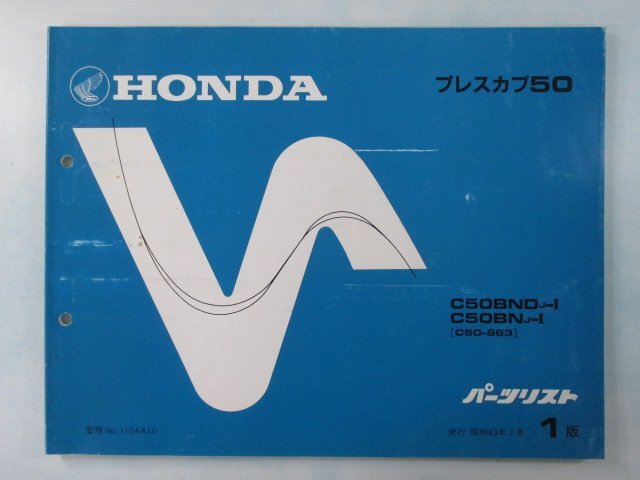 HONDA
プレスカブ50
C50BNDJ-I
C50BNJ-I
[C50-963]
パーツリスト
管理 No.11GK4JJ1
発行 昭和63年2月 1版